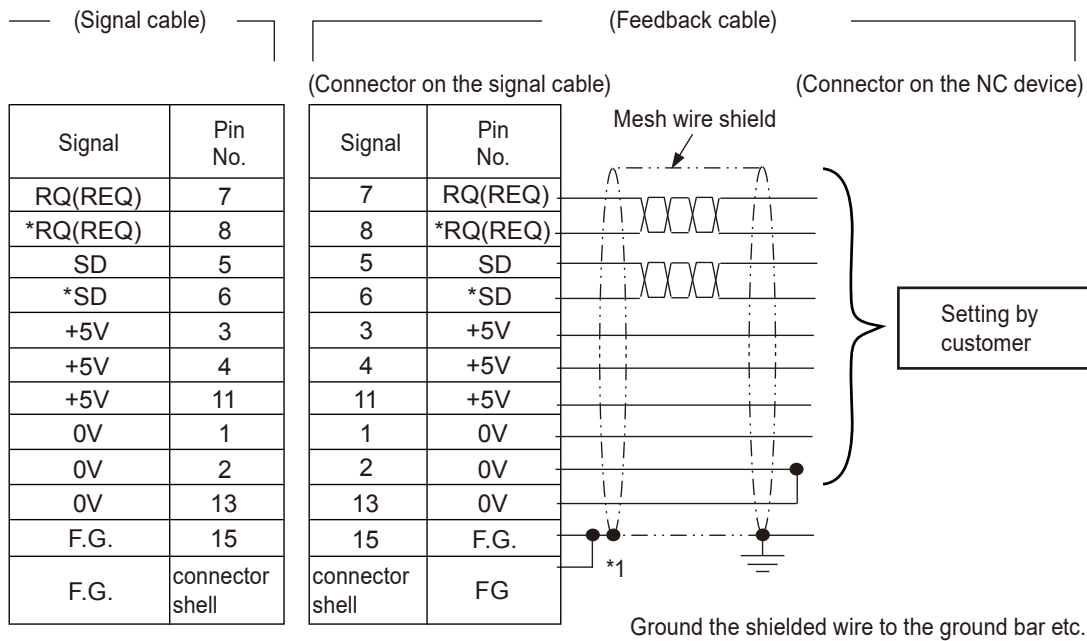 (Signal cable)
(Feedback cable)
(Connector on the signal cable)
(Connector on the NC device)
Signal Pin No.
RQ(REQ) 7
*RQ(REQ) 8
SD 5
*SD 6
+5V 3
+5V 4
+5V 11
0V 1
0V 2
0V 13
F.G. 15
F.G. connector shell
Signal Pin No.
7 RQ(REQ)
8 *RQ(REQ)
5 SD
6 *SD
3 +5V
4 +5V
11 +5V
1 0V
2 0V
13 0V
15 F.G.
connector shell FG
Mesh wire shield
*1
Setting by
customer
Ground the shielded wire to the ground bar etc.